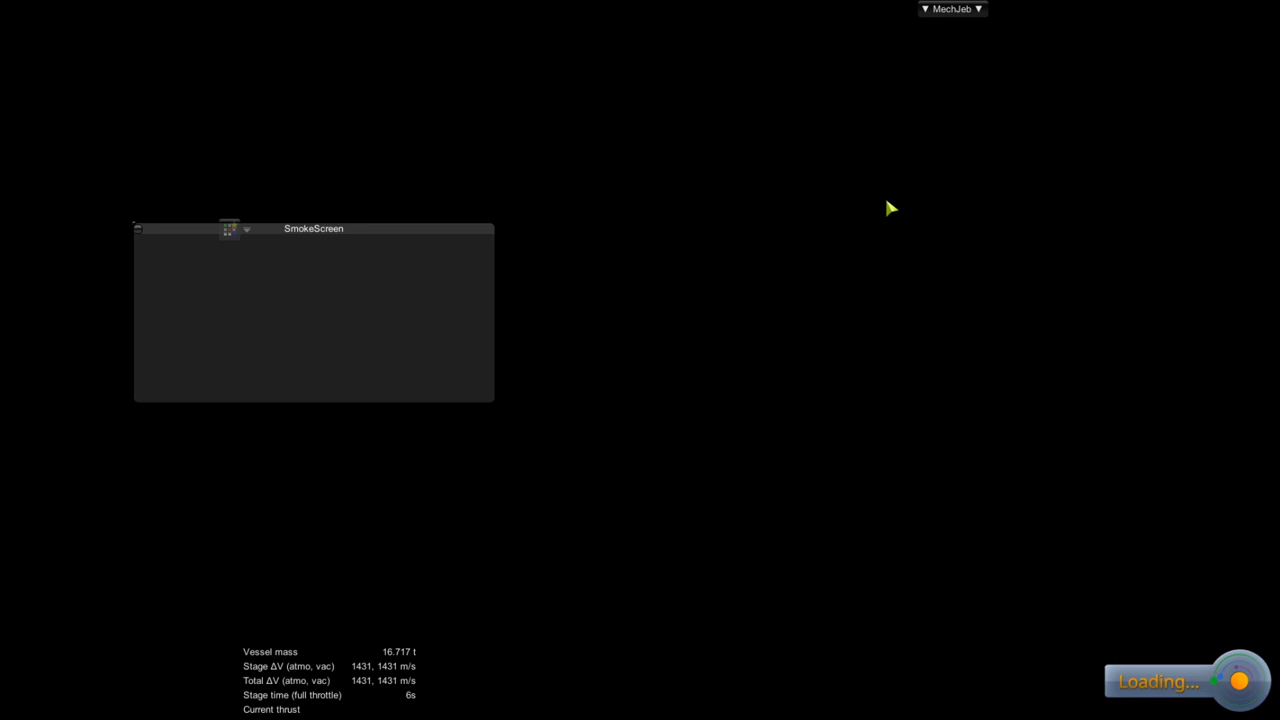 ▼ MechJeb ▼
SmokeScreen
Vessel mass 16.717 t
Stage ΔV (atmo, vac) 1431, 1431 m/s
Total ΔV (atmo, vac) 1431, 1431 m/s
Stage time (full throttle) 6s
Current thrust
Loading...